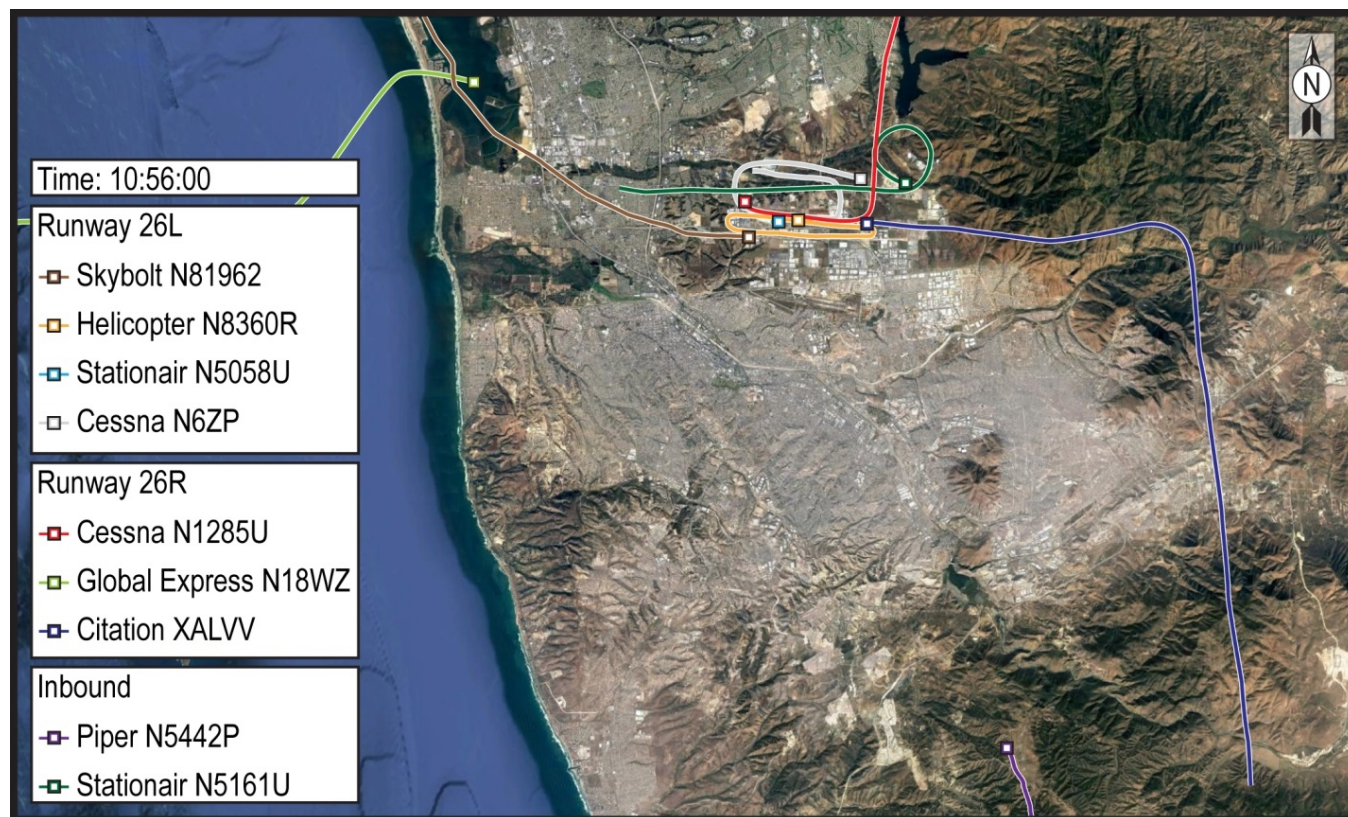 N
Time: 10:56:00
Runway 26L
Skybolt N81962
Helicopter N8360R
Stationair N5058U
Cessna N6ZP
Runway 26R
Cessna N1285U
Global Express N18WZ
Citation XALVV
Inbound
Piper N5442P
Stationair N5161U